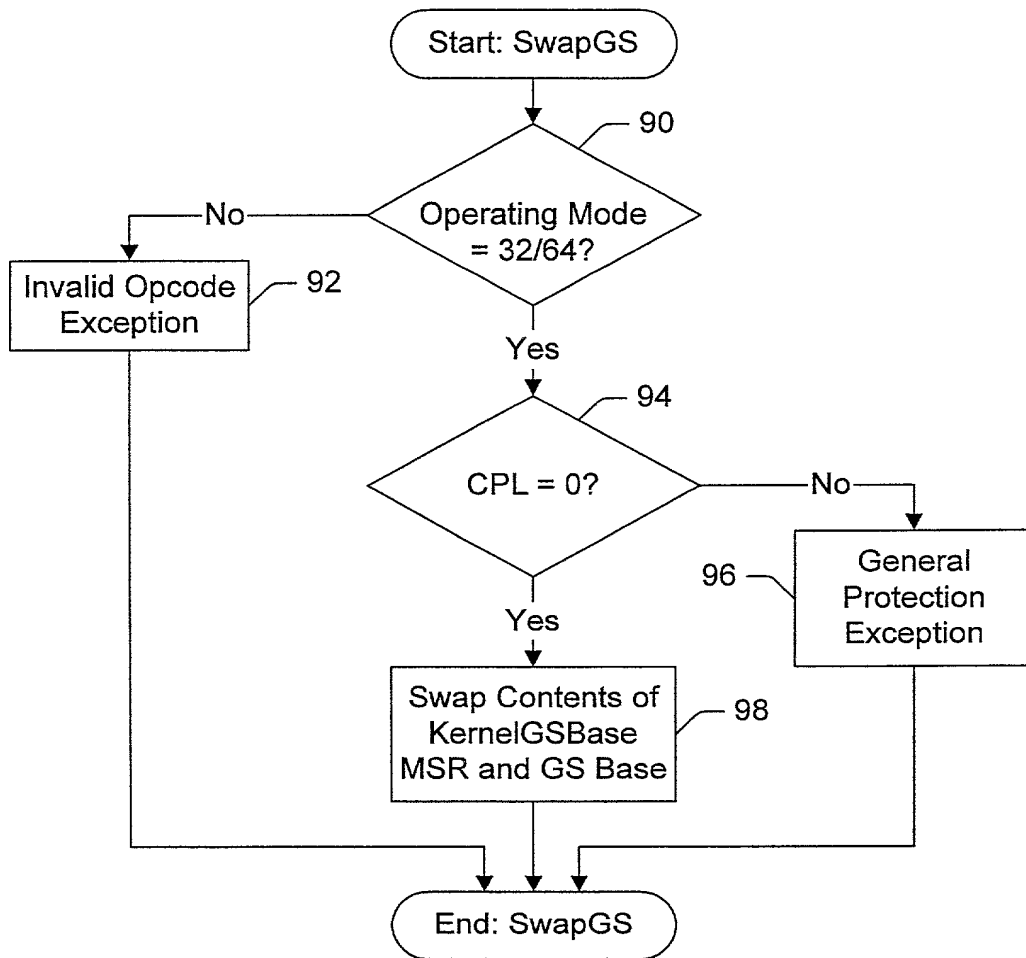 Start: SwapGS
90
Operating Mode
= 32/64?
No
Invalid Opcode
Exception
92
Yes
94
CPL = 0?
No
General
Protection
Exception
96
Yes
Swap Contents of
KernelGSBase
MSR and GS Base
98
End: SwapGS